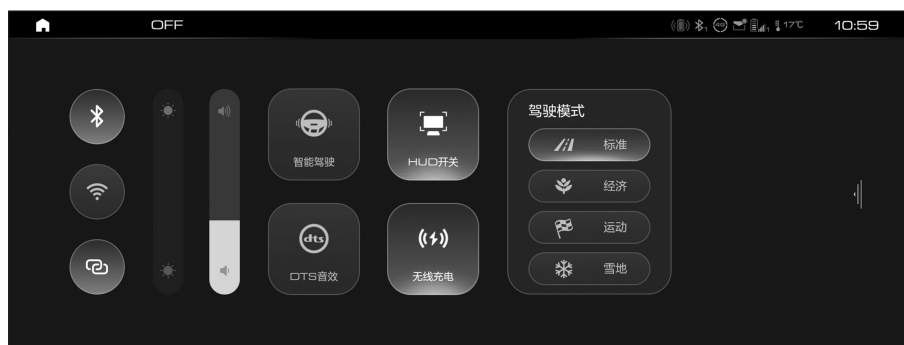 OFF
4G 17℃ 10:59
智能驾驶
HUD开关
dts
DTS音效
无线充电
驾驶模式
标准
经济
运动
雪地